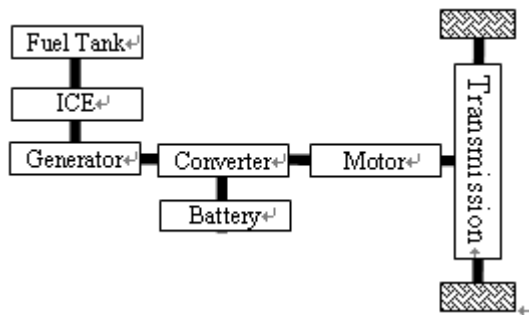 Fuel Tank
ICE
Generator
Converter
Motor
Battery
Transmission